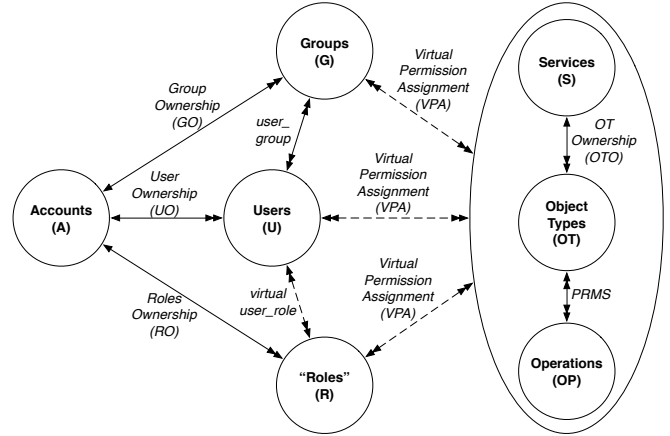 Groups
(G)
Virtual
Permission
Assignment
(VPA)
Services
(S)
Group
Ownership
(GO)
user_
group
OT
Ownership
(OTO)
User
Ownership
(UO)
Virtual
Permission
Assignment
(VPA)
Accounts
(A)
Users
(U)
Object
Types
(OT)
Roles
Ownership
(RO)
virtual
user_role
Virtual
Permission
Assignment
(VPA)
PRMS
“Roles”
(R)
Operations
(OP)